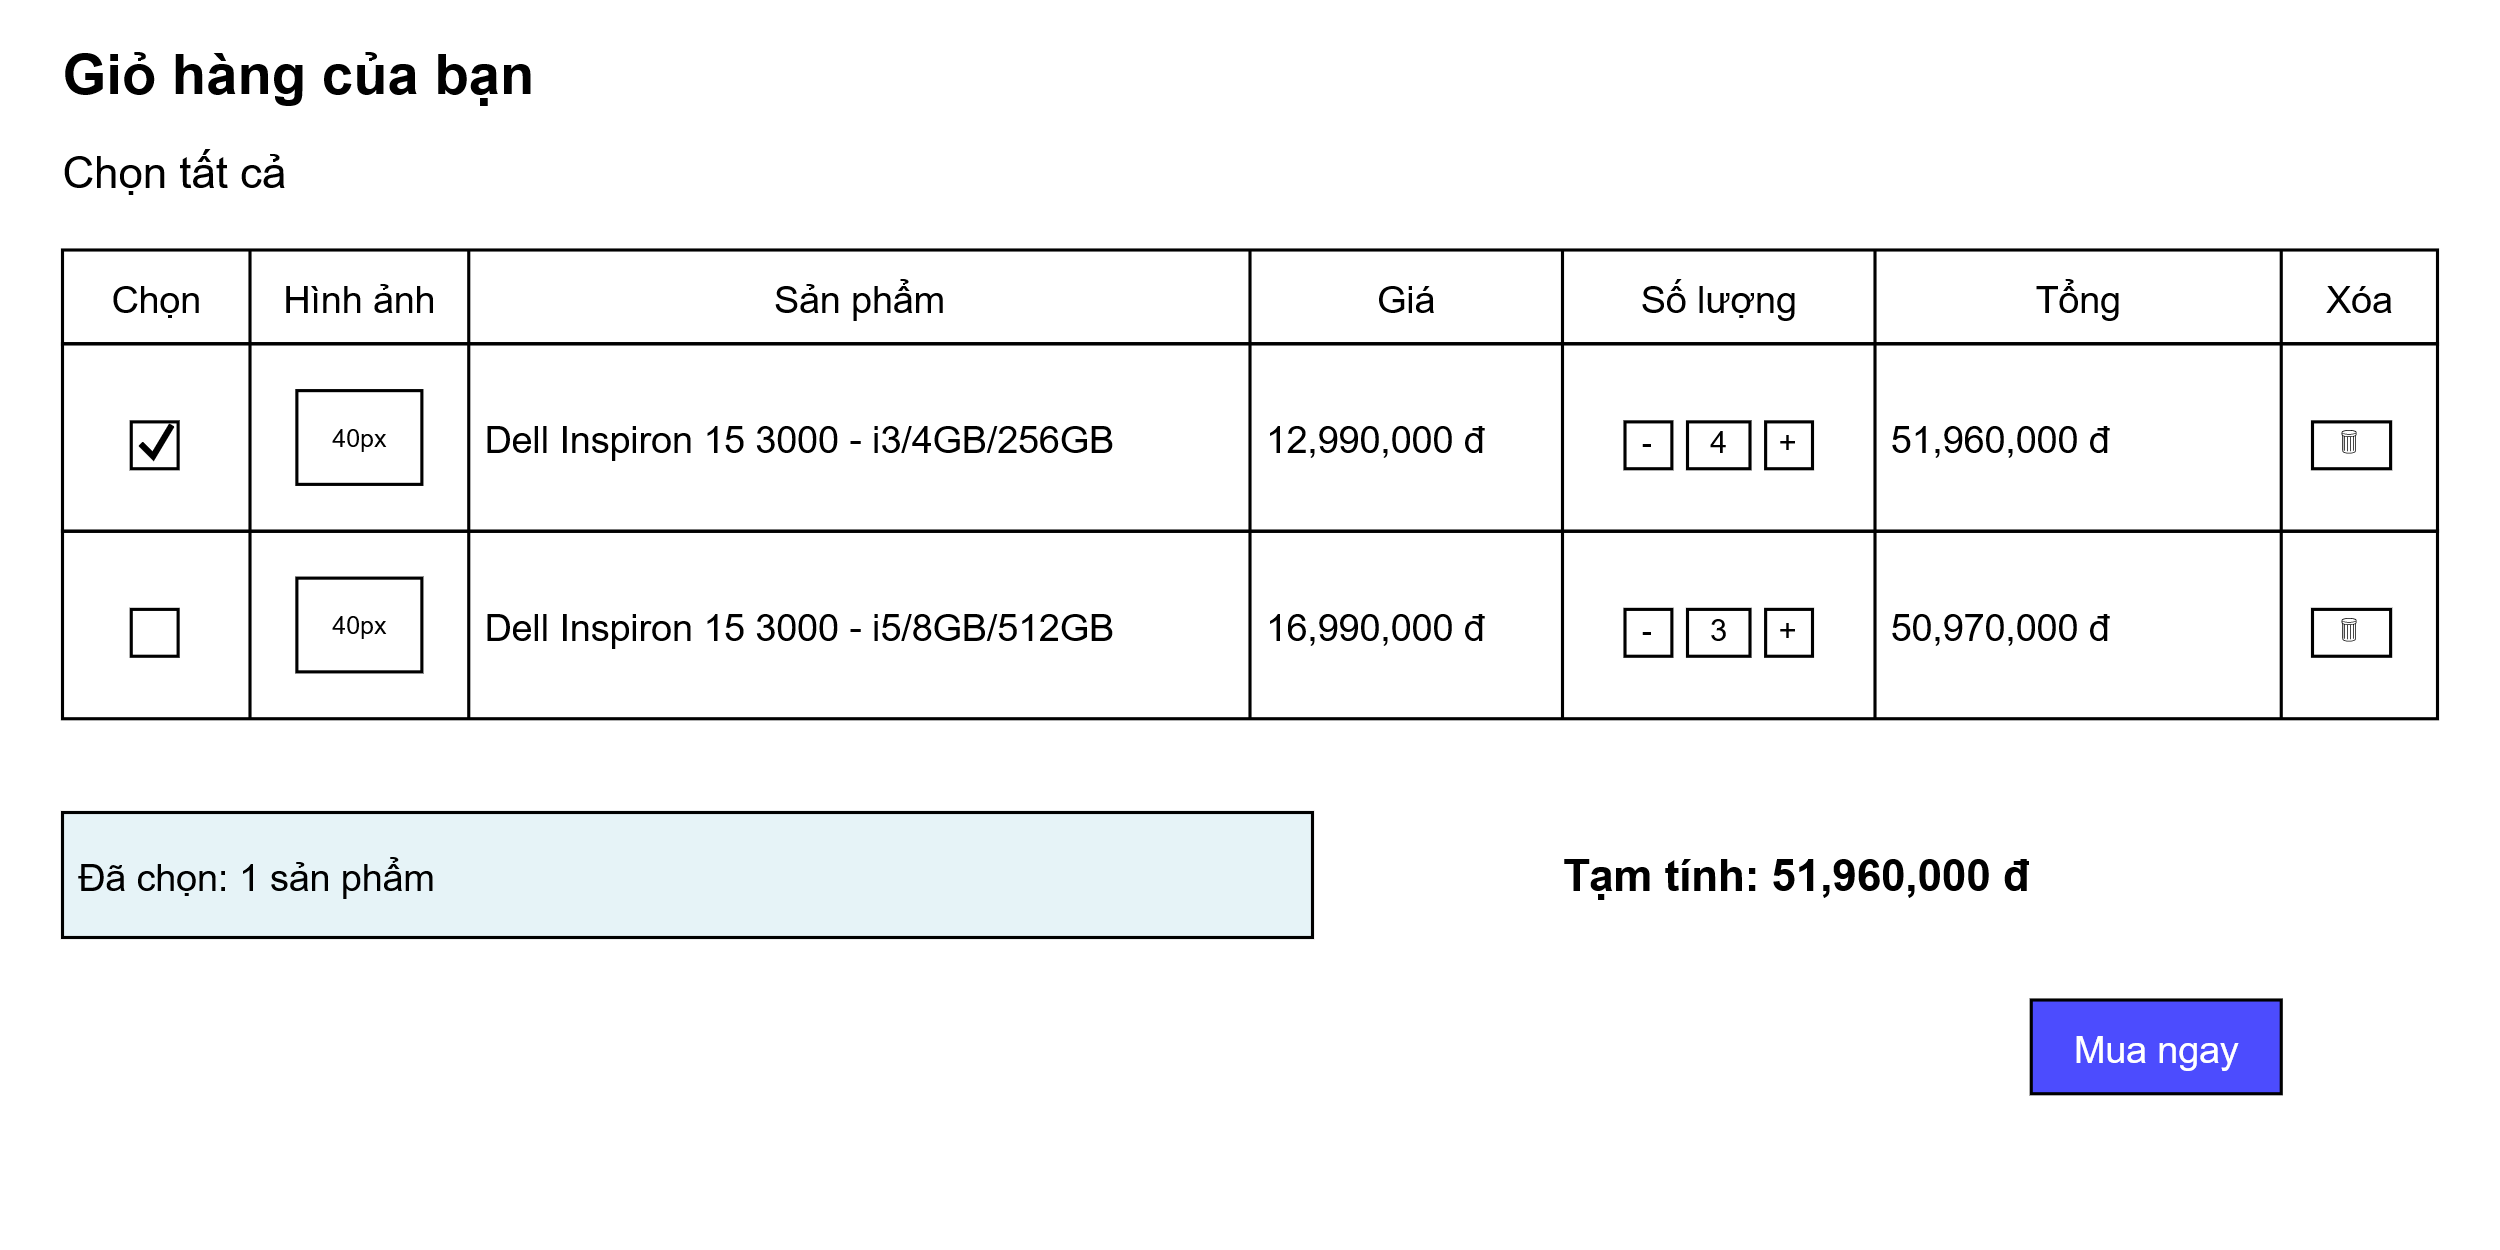 Giỏ hàng của bạn
Chọn tất cả
Chọn Hình ảnh Sản phẩm Giá Số lượng Tổng Xóa
40px Dell Inspiron 15 3000 - i3/4GB/256GB 12,990,000 đ - 4 + 51,960,000 đ
40px Dell Inspiron 15 3000 - i5/8GB/512GB 16,990,000 đ - 3 + 50,970,000 đ
Đã chọn: 1 sản phẩm Tạm tính: 51,960,000 đ
Mua ngay